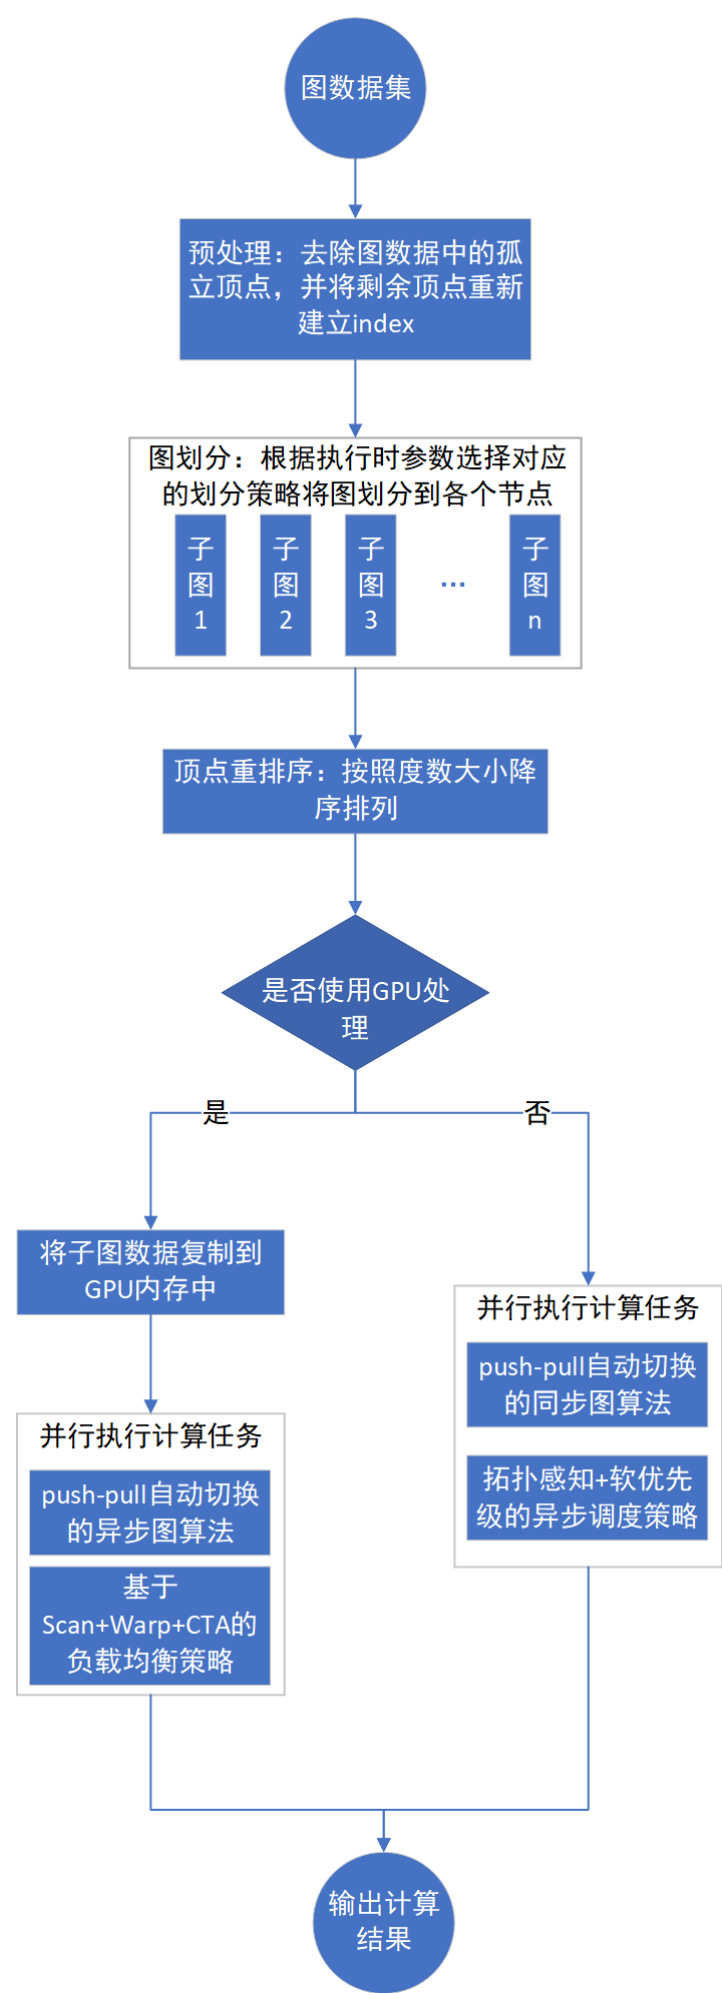 图数据集
预处理：去除图数据中的孤
立顶点，并将剩余顶点重新
建立index
图划分：根据执行时参数选择对应
的划分策略将图划分到各个节点
子
图
1
子
图
2
子
图
3
...
子
图
n
顶点重排序：按照度数大小降
序排列
是否使用GPU处
理
是
否
将子图数据复制到
GPU内存中
并行执行计算任务
push-pull自动切换
的异步图算法
基于
Scan+Warp+CTA的
负载均衡策略
并行执行计算任务
push-pull自动切换
的同步图算法
拓扑感知+软优先
级的异步调度策略
输出计算
结果